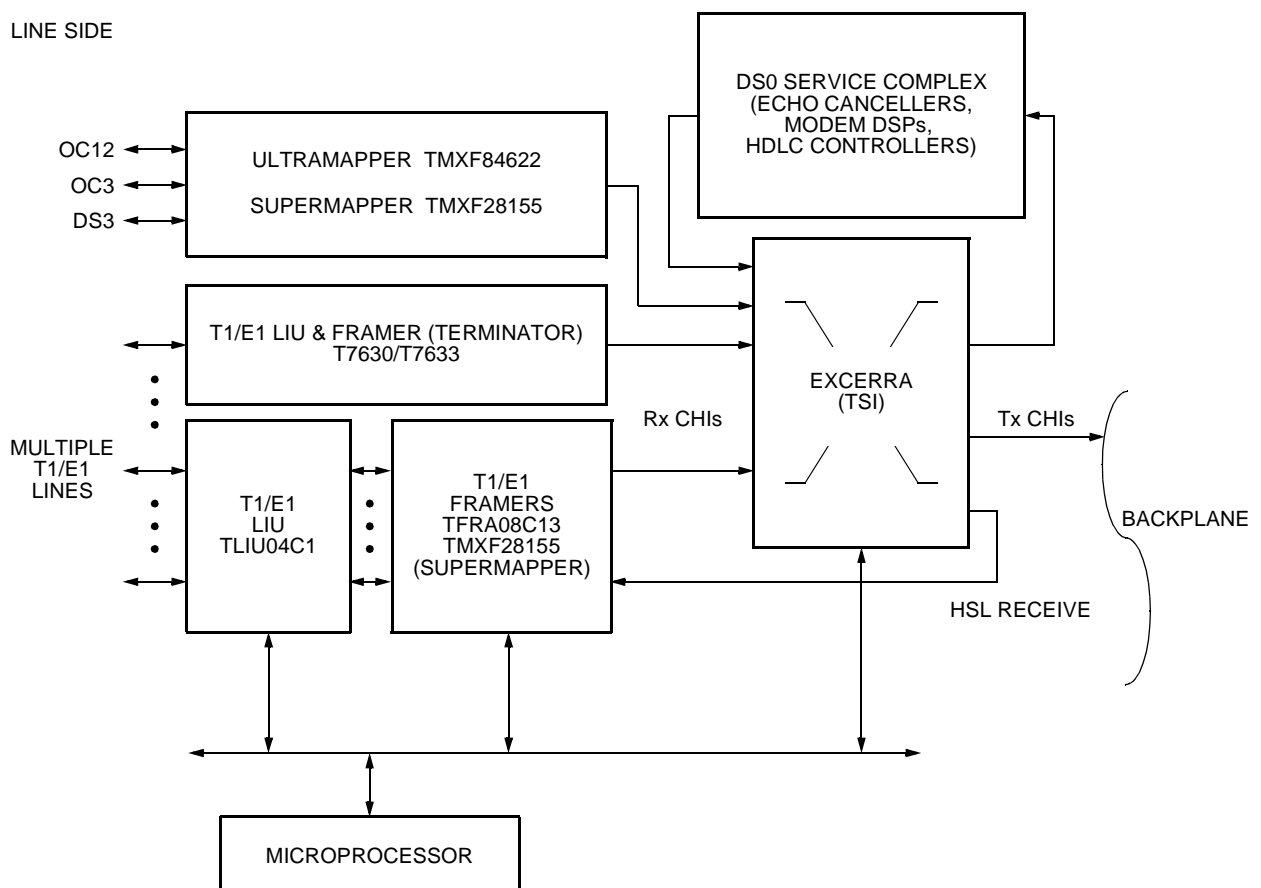 LINE SIDE
DS0 SERVICE COMPLEX
(ECHO CANCELLERS,
MODEM DSPs,
HDLC CONTROLLERS)
OC12
OC3
DS3
ULTRAMAPPER TMXF84622
SUPERMAPPER TMXF28155
T1/E1 LIU & FRAMER (TERMINATOR)
T7630/T7633
EXCERRA
(TSI)
Rx CHIs
Tx CHIs
MULTIPLE
T1/E1
LINES
T1/E1
LIU
TLIU04C1
T1/E1
FRAMERS
TFRA08C13
TMXF28155
(SUPERMAPPER)
BACKPLANE
HSL RECEIVE
MICROPROCESSOR